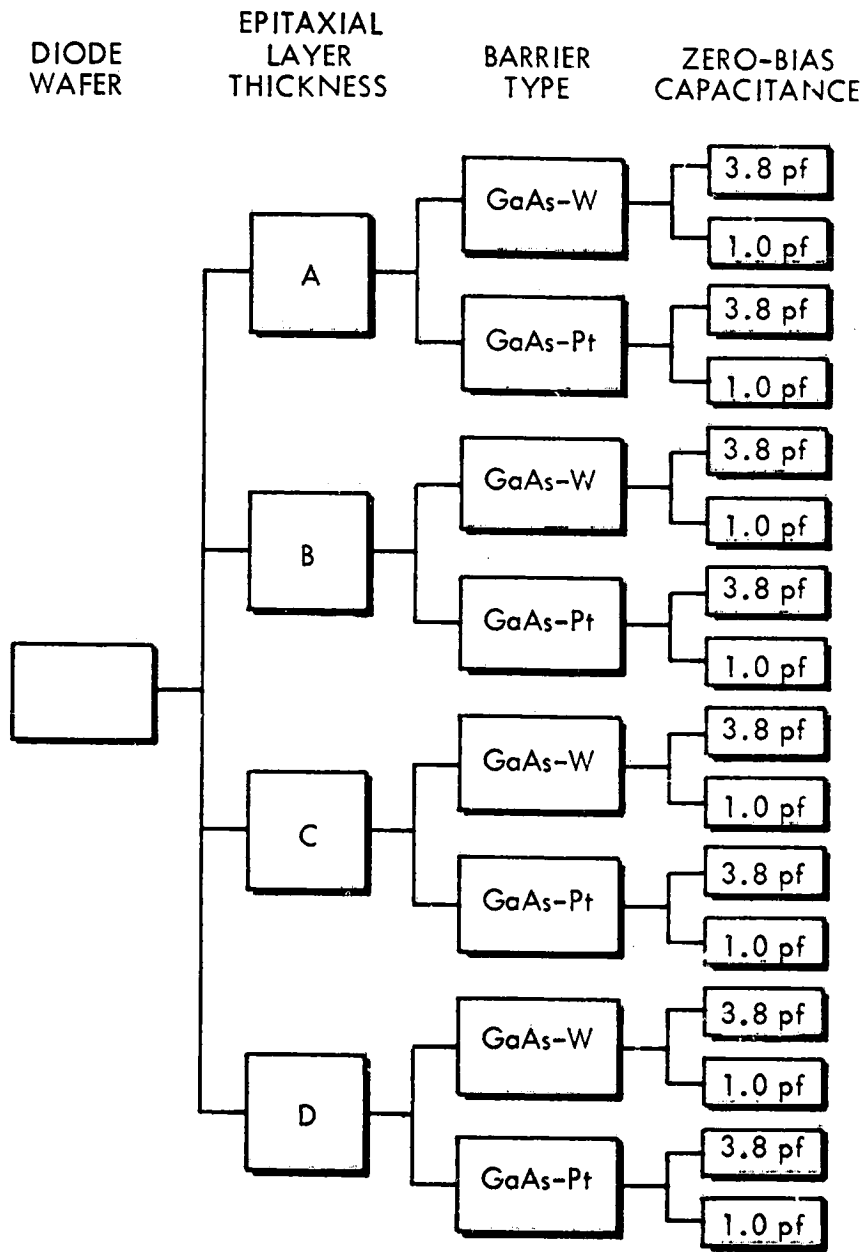 DIODE
WAFER
EPITAXIAL
LAYER
THICKNESS
BARRIER
TYPE
ZERO-BIAS
CAPACITANCE
A
GaAs-W
3.8 pf
1.0 pf
GaAs-Pt
3.8 pf
1.0 pf
B
GaAs-W
3.8 pf
1.0 pf
GaAs-Pt
3.8 pf
1.0 pf
C
GaAs-W
3.8 pf
1.0 pf
GaAs-Pt
3.8 pf
1.0 pf
D
GaAs-W
3.8 pf
1.0 pf
GaAs-Pt
3.8 pf
1.0 pf